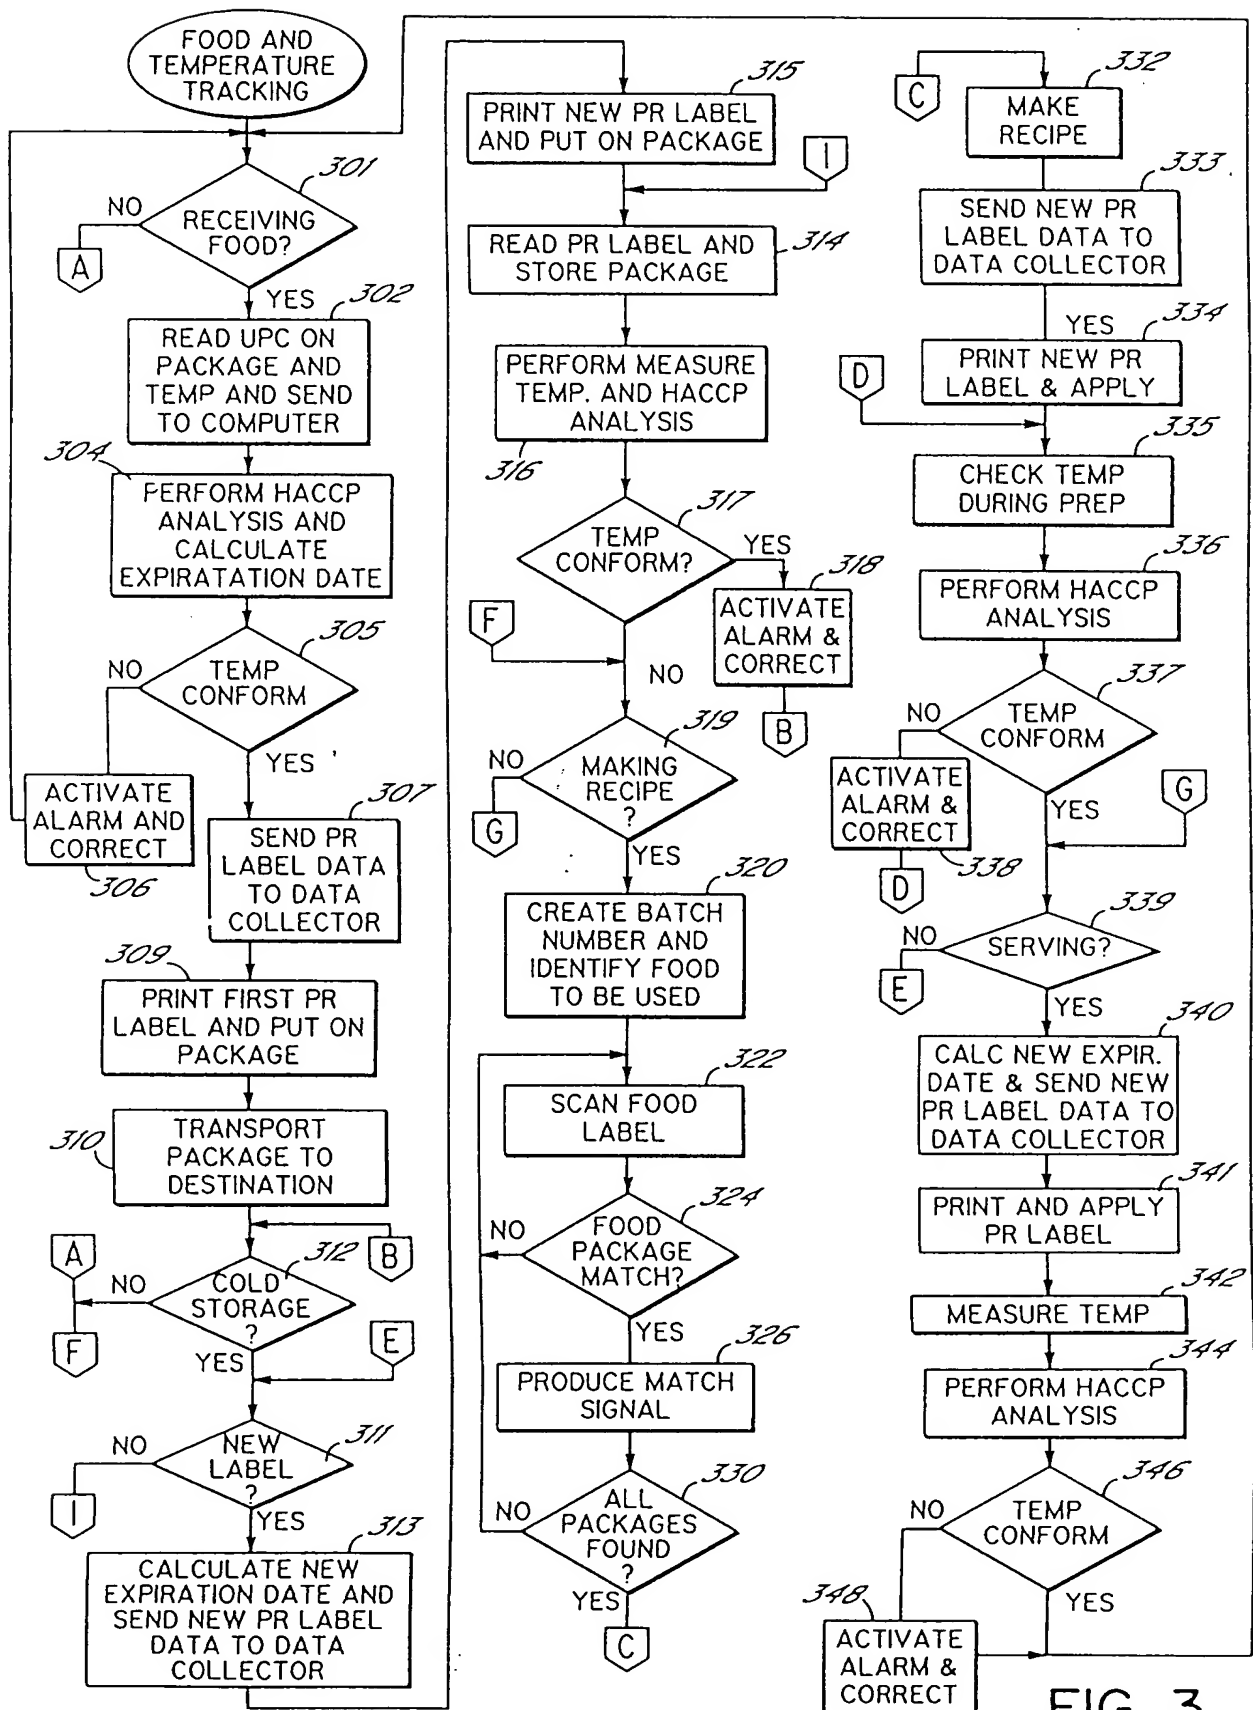 FOOD AND
TEMPERATURE
TRACKING
301
NO
RECEIVING
FOOD?
A
YES
302
READ UPC ON
PACKAGE AND
TEMP AND SEND
TO COMPUTER
304
PERFORM HACCP
ANALYSIS AND
CALCULATE
EXPIRATATION DATE
305
NO
TEMP
CONFORM
YES
ACTIVATE
ALARM AND
CORRECT
306
307
SEND PR
LABEL DATA
TO DATA
COLLECTOR
309
PRINT FIRST PR
LABEL AND PUT ON
PACKAGE
310
TRANSPORT
PACKAGE TO
DESTINATION
A
B
312
NO
COLD
STORAGE
?
F
YES
E
311
NO
NEW
LABEL
?
I
YES
313
CALCULATE NEW
EXPIRATION DATE AND
SEND NEW PR LABEL
DATA TO DATA
COLLECTOR
315
PRINT NEW PR LABEL
AND PUT ON PACKAGE
I
314
READ PR LABEL AND
STORE PACKAGE
PERFORM MEASURE
TEMP. AND HACCP
ANALYSIS
316
317
TEMP
CONFORM?
YES
318
ACTIVATE
ALARM &
CORRECT
B
F
NO
319
NO
MAKING
RECIPE
?
G
YES
320
CREATE BATCH
NUMBER AND
IDENTIFY FOOD
TO BE USED
322
SCAN FOOD
LABEL
324
NO
FOOD
PACKAGE
MATCH?
YES
326
PRODUCE MATCH
SIGNAL
330
NO
ALL
PACKAGES
FOUND
?
YES
C
C
332
MAKE
RECIPE
333
SEND NEW PR
LABEL DATA TO
DATA COLLECTOR
YES
334
PRINT NEW PR
LABEL & APPLY
D
335
CHECK TEMP
DURING PREP
336
PERFORM HACCP
ANALYSIS
337
NO
TEMP
CONFORM
ACTIVATE
ALARM &
CORRECT
338
D
YES
G
339
NO
SERVING?
E
YES
340
CALC NEW EXPIR.
DATE & SEND NEW
PR LABEL DATA TO
DATA COLLECTOR
341
PRINT AND APPLY
PR LABEL
342
MEASURE TEMP
344
PERFORM HACCP
ANALYSIS
346
NO
TEMP
CONFORM
YES
348
ACTIVATE
ALARM &
CORRECT
FIG. 3